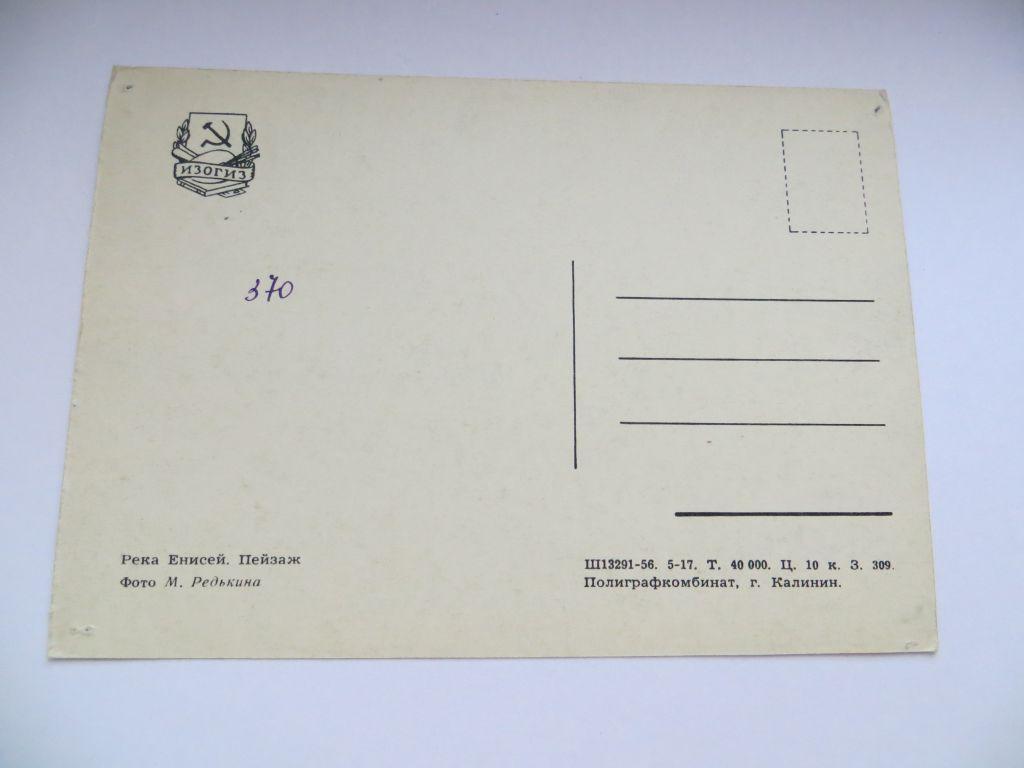 ИЗОГИЗ
370
Река Енисей. Пейзаж
Фото М. Редькина
Ш13291-56. 5-17. Т. 40 000. Ц. 10 к. З. 309.
Полиграфкомбинат, г. Калинин.